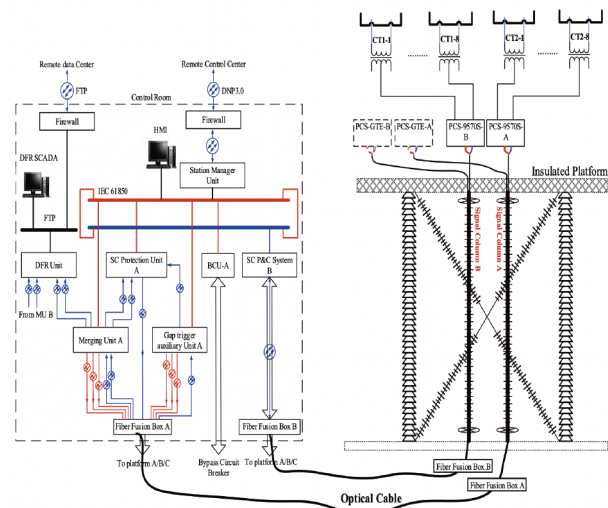 CT1-1
CT1-8
CT2-1
CT2-8
Remote data Center
Remote Control Center
FTP
DNP3.0
Control Room
Firewall
Firewall
HMI
DFR SCADA
Station Manager
Unit
IEC 61850
FTP
PCS-GTE-B
PCS-GTE-A
PCS-9570S-
B
PCS-9570S-
A
Insulated Platform
Signal Column B
Signal Column A
DFR Unit
SC Protection Unit
A
BCU-A
SC P&C System
B
From MU B
Merging Unit A
Gap trigger
auxiliary Unit A
Fiber Fusion Box A
Fiber Fusion Box B
To platform A/B/C
Bypass Circuit
Breaker
To platform A/B/C
Fiber Fusion Box B
Fiber Fusion Box A
Optical Cable